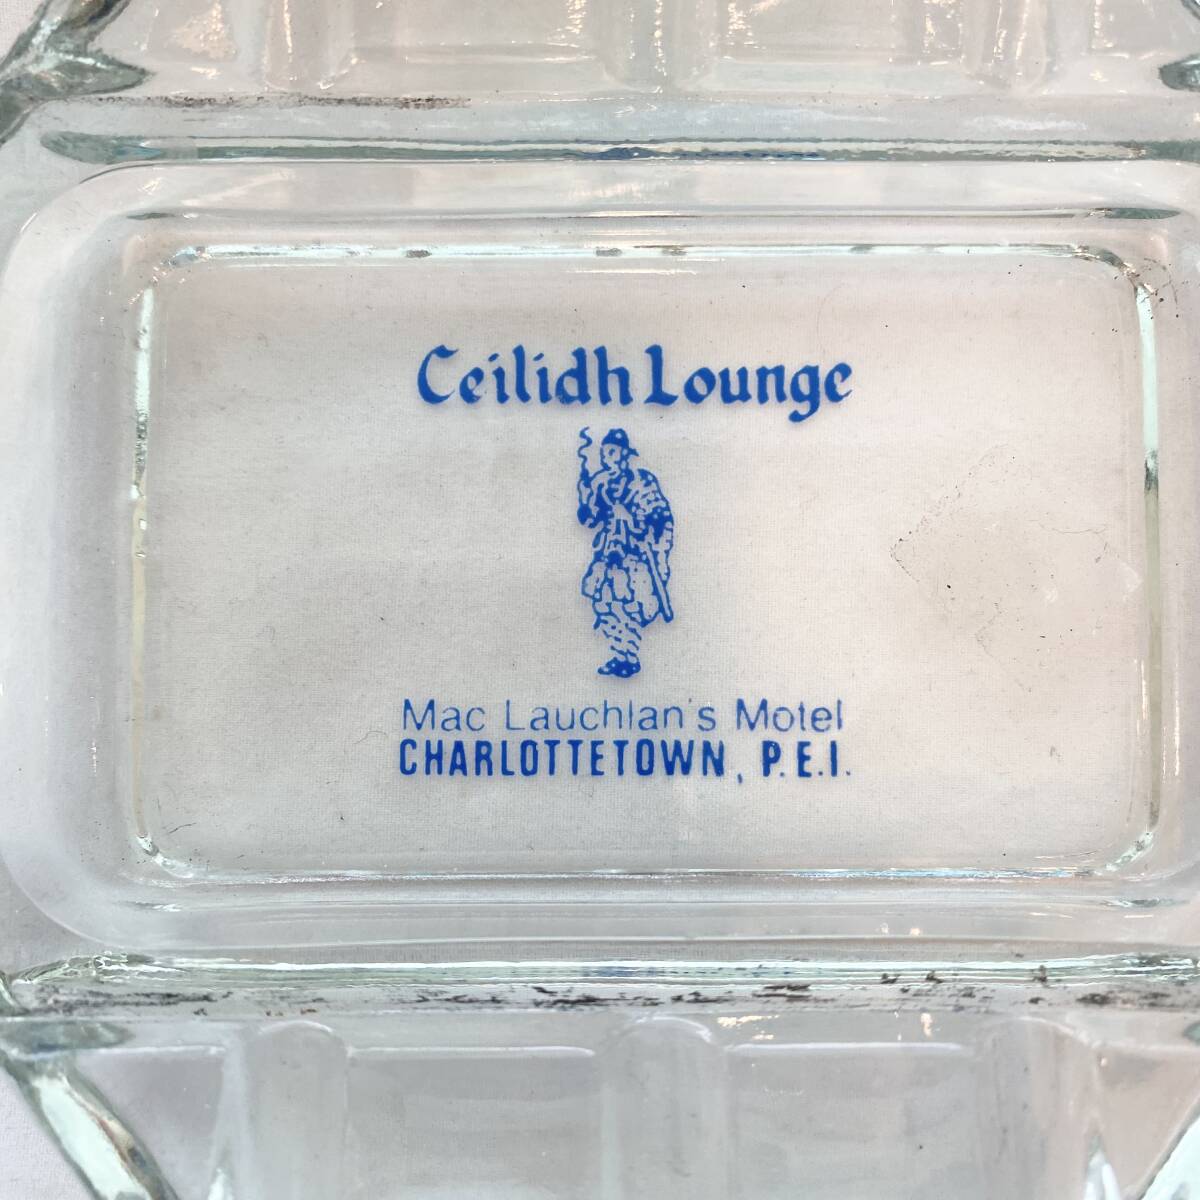 Ceilidh Lounge
Mac Lauchlan's Motel
CHARLOTTETOWN, P.E.I.